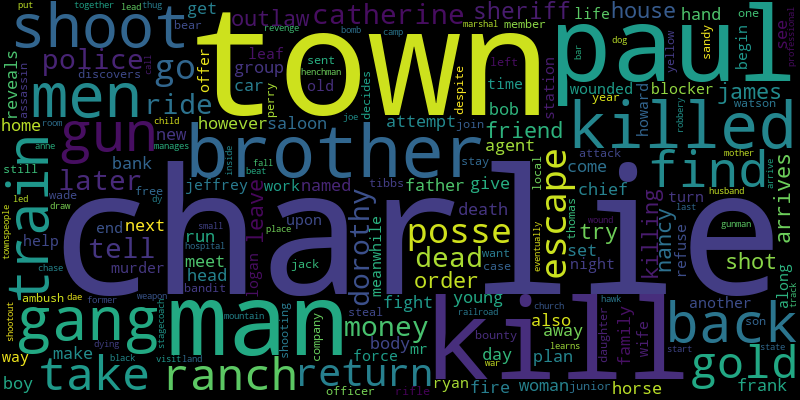 put together thug lead marshal member revenge bomb camp
shoot town paul
outlaw catherine sheriff house life hand dog one
bear get see
police go men gun ride
reveals assassin discovers leaf group car perry
offer sent henchman old left despite
station yellow bar begin sandy professional
wounded year blocker james
killed robbery watson howard
call child new home room
however saloon attempt bob time decides joe
friend agent join
brother find
anne manages still later bank
jeffrey work named father tibbs give stay
inside fall beat
local come attack chief mother arrive arrives
train wade draw free dy
tell murder help end next
charlie
leave logan upon death
dorothy meanwhile posse escape
turn husband try set thomas
killing nancy refuse last gunman shot
townspeople led
run meet head small hospital place bandit jack
dead order want case night wound
eventually
ambush dae former weapon
chase shootout
gang man kill
money fight young also away
back along track
mountain shooting steal company body mr day plan
church hawk daughter family wife another son
learns railroad bounty war
way make dying black stagecoach
visit land
force ryan fire woman junior horse start state
boy take ranch return officer rifle
gold frank